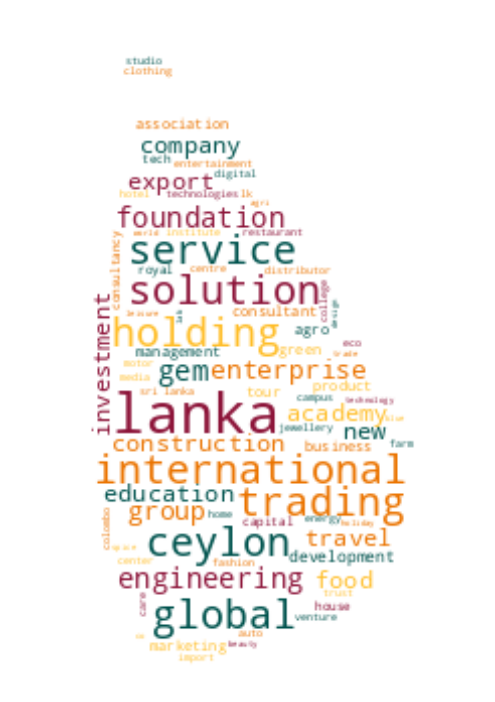 studio
clothing
association
company
tech entertainment
digital
export
hotel technologies lk
agri
foundation
world institute restaurant
consultancy
service
royal centre distributor
solution
college
leisure consultant
design
holding agro
investment
management green eco
trade
motor
gem enterprise
media product
sri lanka tour campus technology
lanka academy
jewellery new
construction business farm
international
education trading
group home
colombo capital energy holiday
ceylon travel
spice
center fashion development
engineering food
care trust
global house
venture
auto
marketing beauty
import